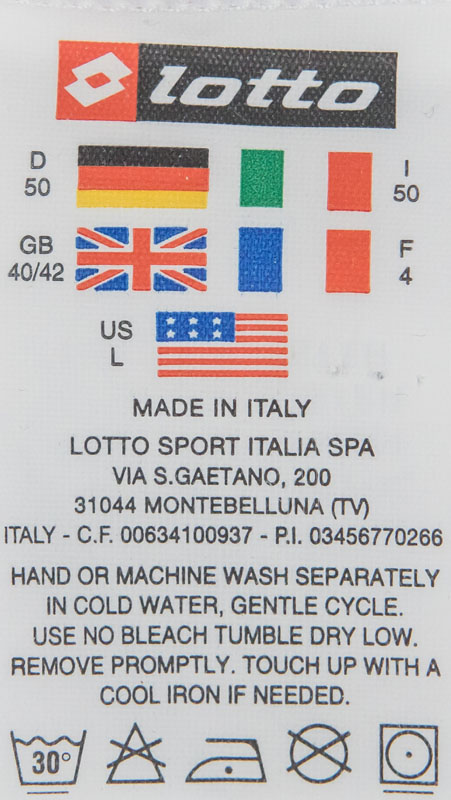 lotto
D
50
I
50
GB
40/42
F
4
US
L
MADE IN ITALY
LOTTO SPORT ITALIA SPA
VIA S.GAETANO, 200
31044 MONTEBELLUNA (TV)
ITALY - C.F. 00634100937 - P.I. 03456770266
HAND OR MACHINE WASH SEPARATELY
IN COLD WATER, GENTLE CYCLE.
USE NO BLEACH TUMBLE DRY LOW.
REMOVE PROMPTLY. TOUCH UP WITH A
COOL IRON IF NEEDED.
30°